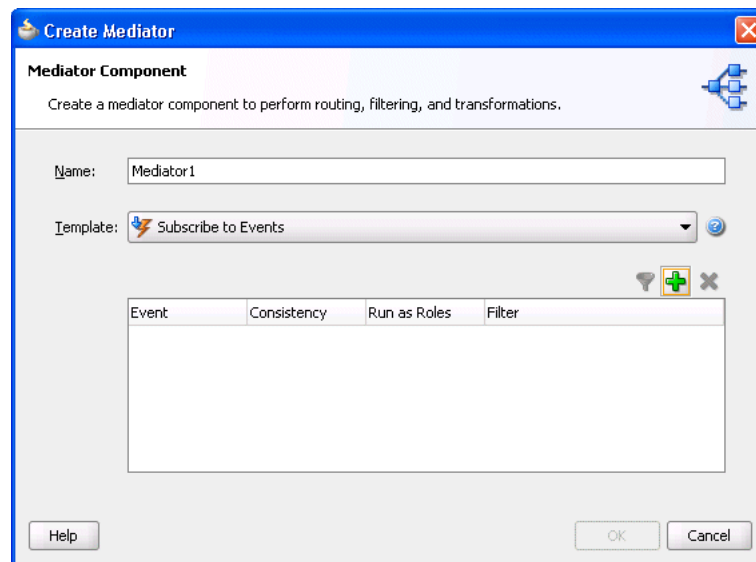 Create Mediator
Mediator Component
Create a mediator component to perform routing, filtering, and transformations.
Name: Mediator1
Template: Subscribe to Events
Event Consistency Run as Roles Filter
Help OK Cancel